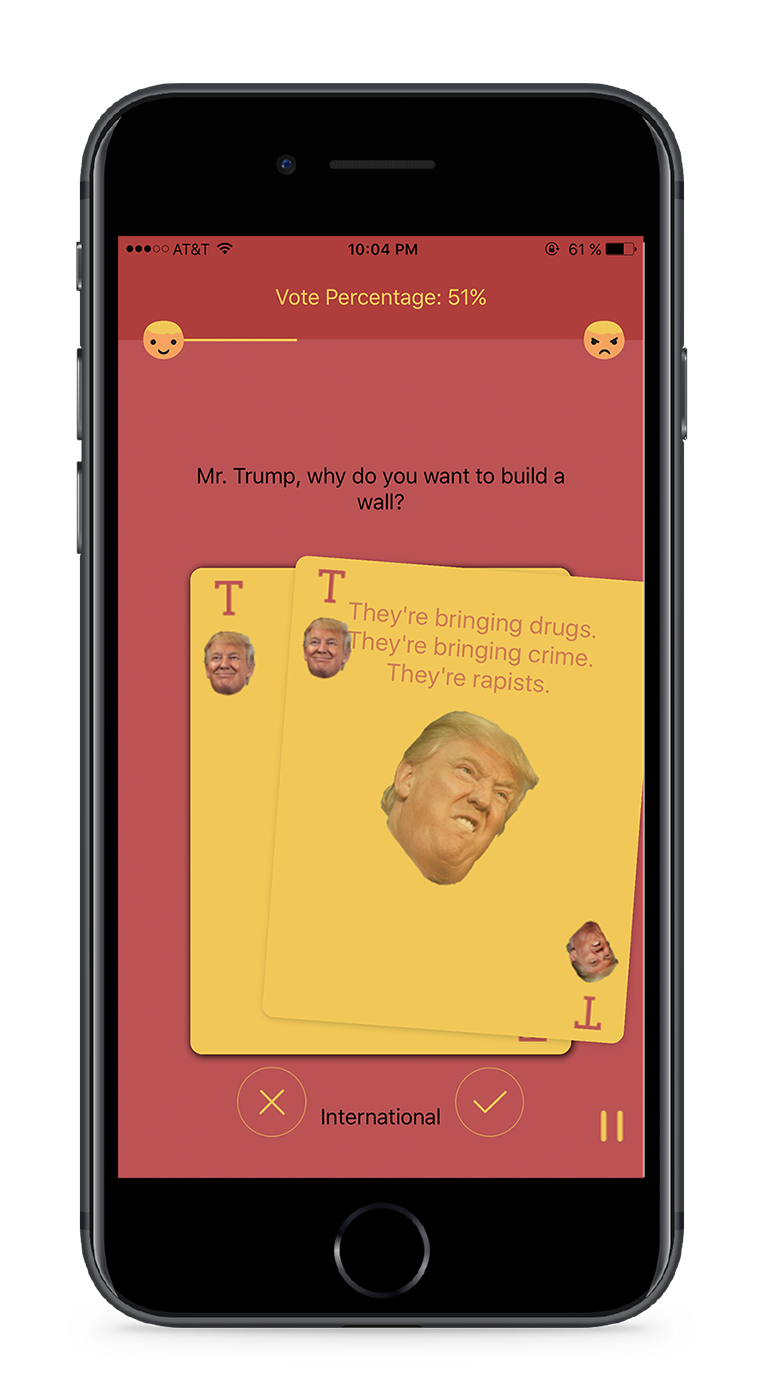 AT&T 10:04 PM 61 %
Vote Percentage: 51%
Mr. Trump, why do you want to build a
wall?
T
T
They're bringing drugs.
They're bringing crime.
They're rapists.
T
International